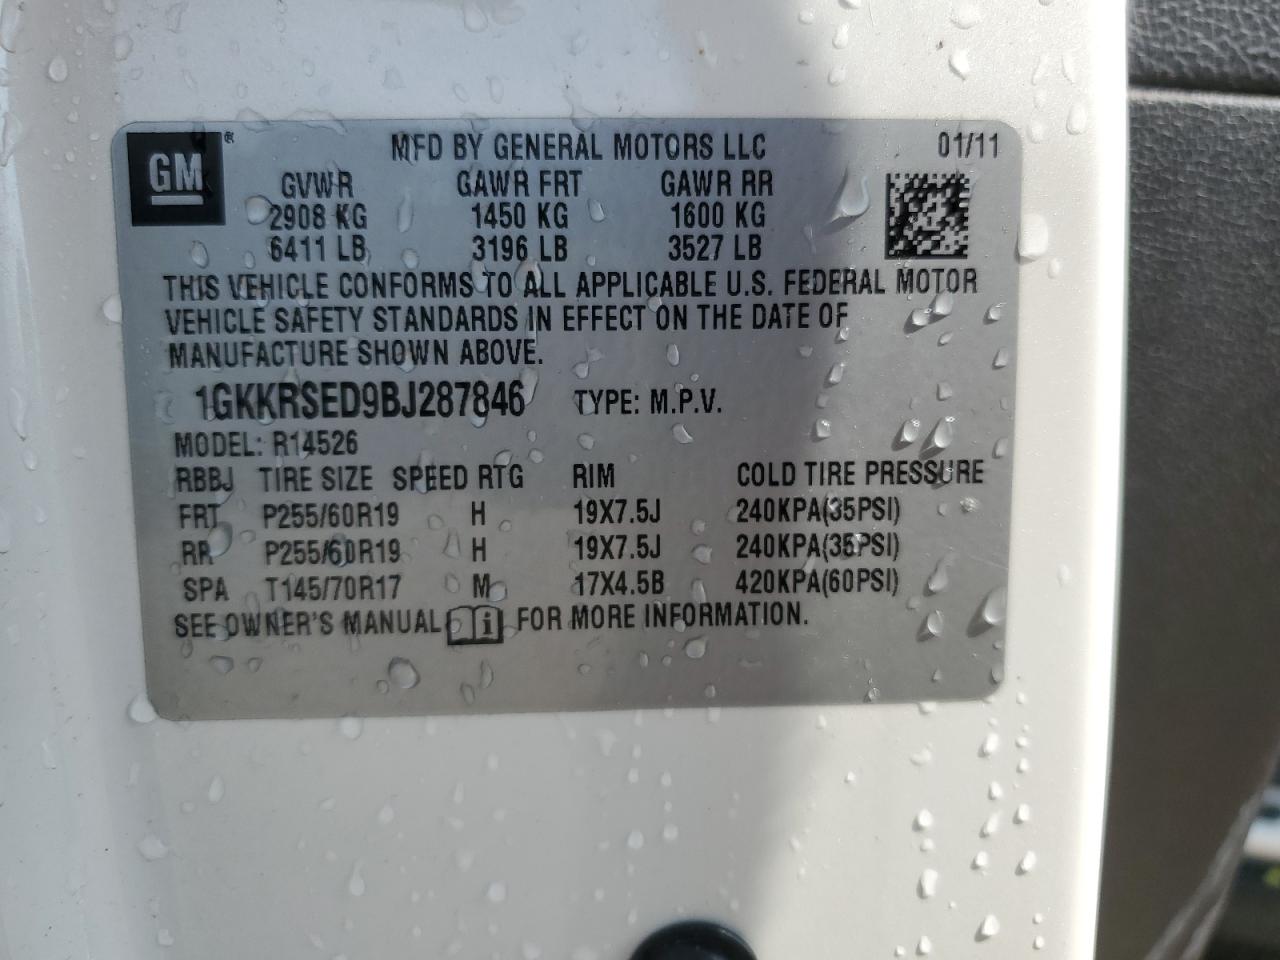 GM ® MFD BY GENERAL MOTORS LLC 01/11
GVWR GAWR FRT GAWR RR
2908 KG 1450 KG 1600 KG
6411 LB 3196 LB 3527 LB
THIS VEHICLE CONFORMS TO ALL APPLICABLE U.S. FEDERAL MOTOR
VEHICLE SAFETY STANDARDS IN EFFECT ON THE DATE OF
MANUFACTURE SHOWN ABOVE.
1GKKRSED9BJ287846 TYPE: M.P.V.
MODEL: R14526
RBBJ TIRE SIZE SPEED RTG RIM COLD TIRE PRESSURE
FRT P255/60R19 H 19X7.5J 240KPA(35PSI)
RR P255/60R19 H 19X7.5J 240KPA(35PSI)
SPA T145/70R17 M 17X4.5B 420KPA(60PSI)
SEE OWNER'S MANUAL i FOR MORE INFORMATION.